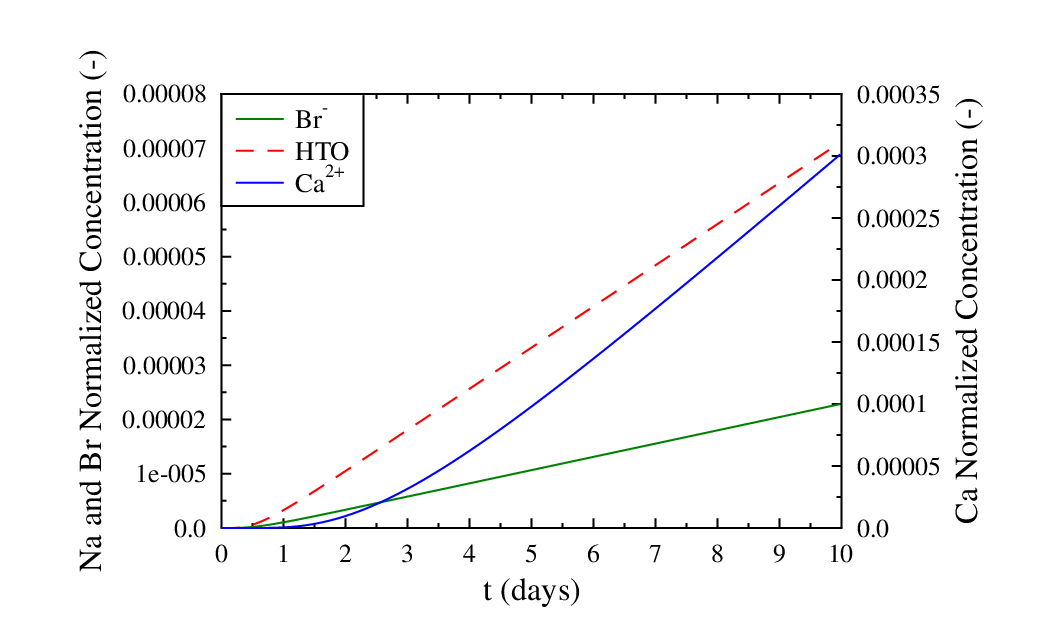 Na and Br Normalized Concentration (-)
0.00008
0.00007
0.00006
0.00005
0.00004
0.00003
0.00002
1e-005
0.0
Br-
HTO
Ca2+
0.00035
0.0003
0.00025
0.0002
0.00015
0.0001
0.00005
0.0
Ca Normalized Concentration (-)
0 1 2 3 4 5 6 7 8 9 10
t (days)